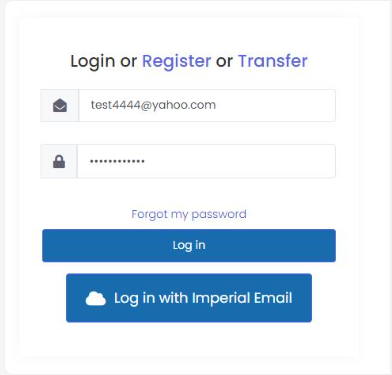 Login or Register or Transfer
test4444@yahoo.com
••••••••••••
Forgot my password
Log in
Log in with Imperial Email